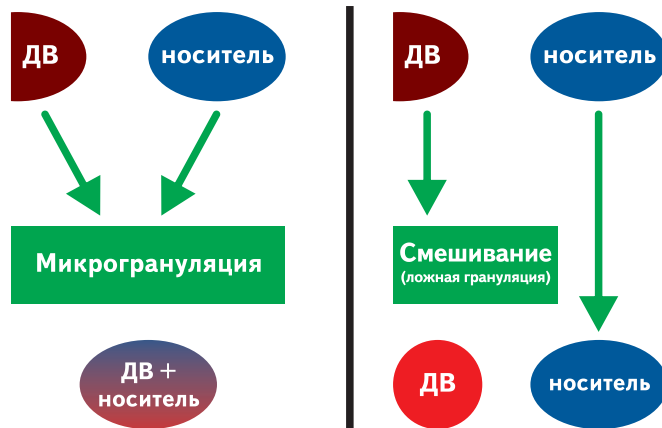 ДВ
носитель
Микрогрануляция
ДВ +
носитель
ДВ
носитель
Смешивание
(ложная грануляция)
ДВ
носитель